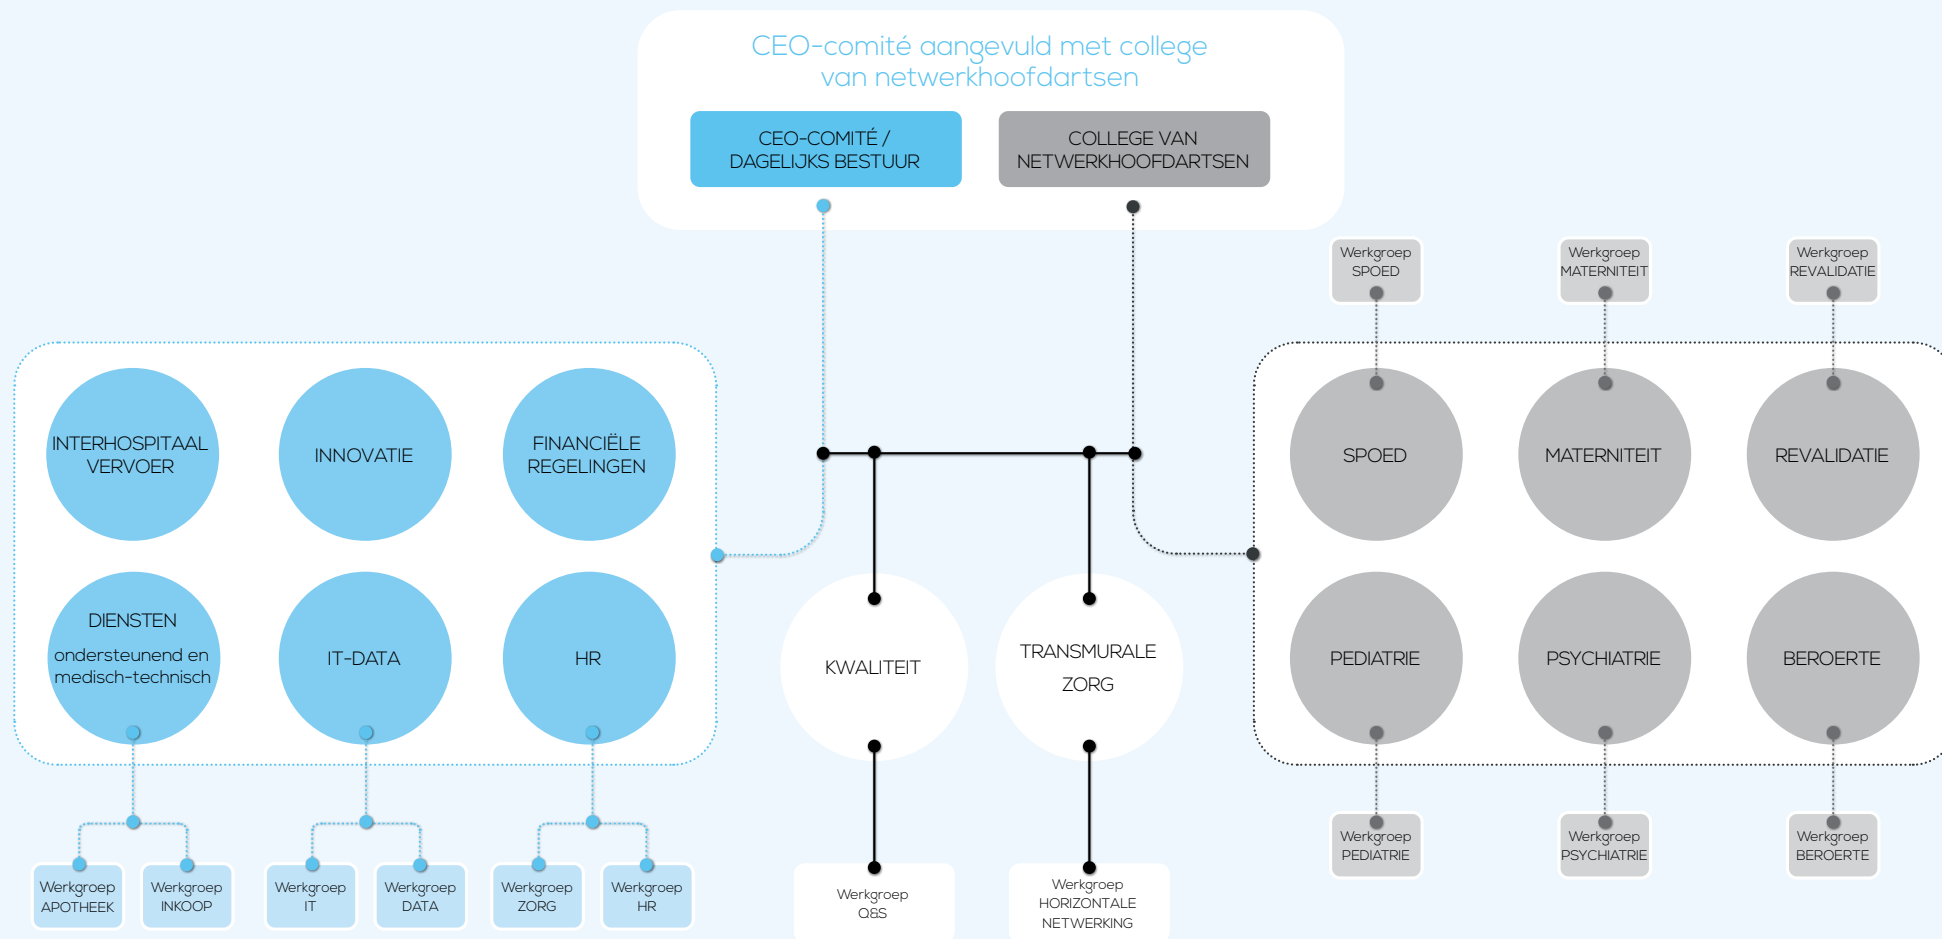 CEO-comité aangevuld met college
van netwerkhoofdartsen
CEO-COMITÉ /
DAGELIJKS BESTUUR
COLLEGE VAN
NETWERKHOOFDARTSEN
Werkgroep
SPOED
Werkgroep
MATERNITEIT
Werkgroep
REVALIDATIE
INTERHOSPITAAL
VERVOER
INNOVATIE
FINANCIËLE
REGELINGEN
SPOED
MATERNITEIT
REVALIDATIE
DIENSTEN
ondersteunend en
medisch-technisch
IT-DATA
HR
KWALITEIT
TRANSMURALE
ZORG
PEDIATRIE
PSYCHIATRIE
BEROERTE
Werkgroep
PEDIATRIE
Werkgroep
PSYCHIATRIE
Werkgroep
BEROERTE
Werkgroep
APOTHEEK
Werkgroep
INKOOP
Werkgroep
IT
Werkgroep
DATA
Werkgroep
ZORG
Werkgroep
HR
Werkgroep
Q&S
Werkgroep
HORIZONTALE
NETWERKING